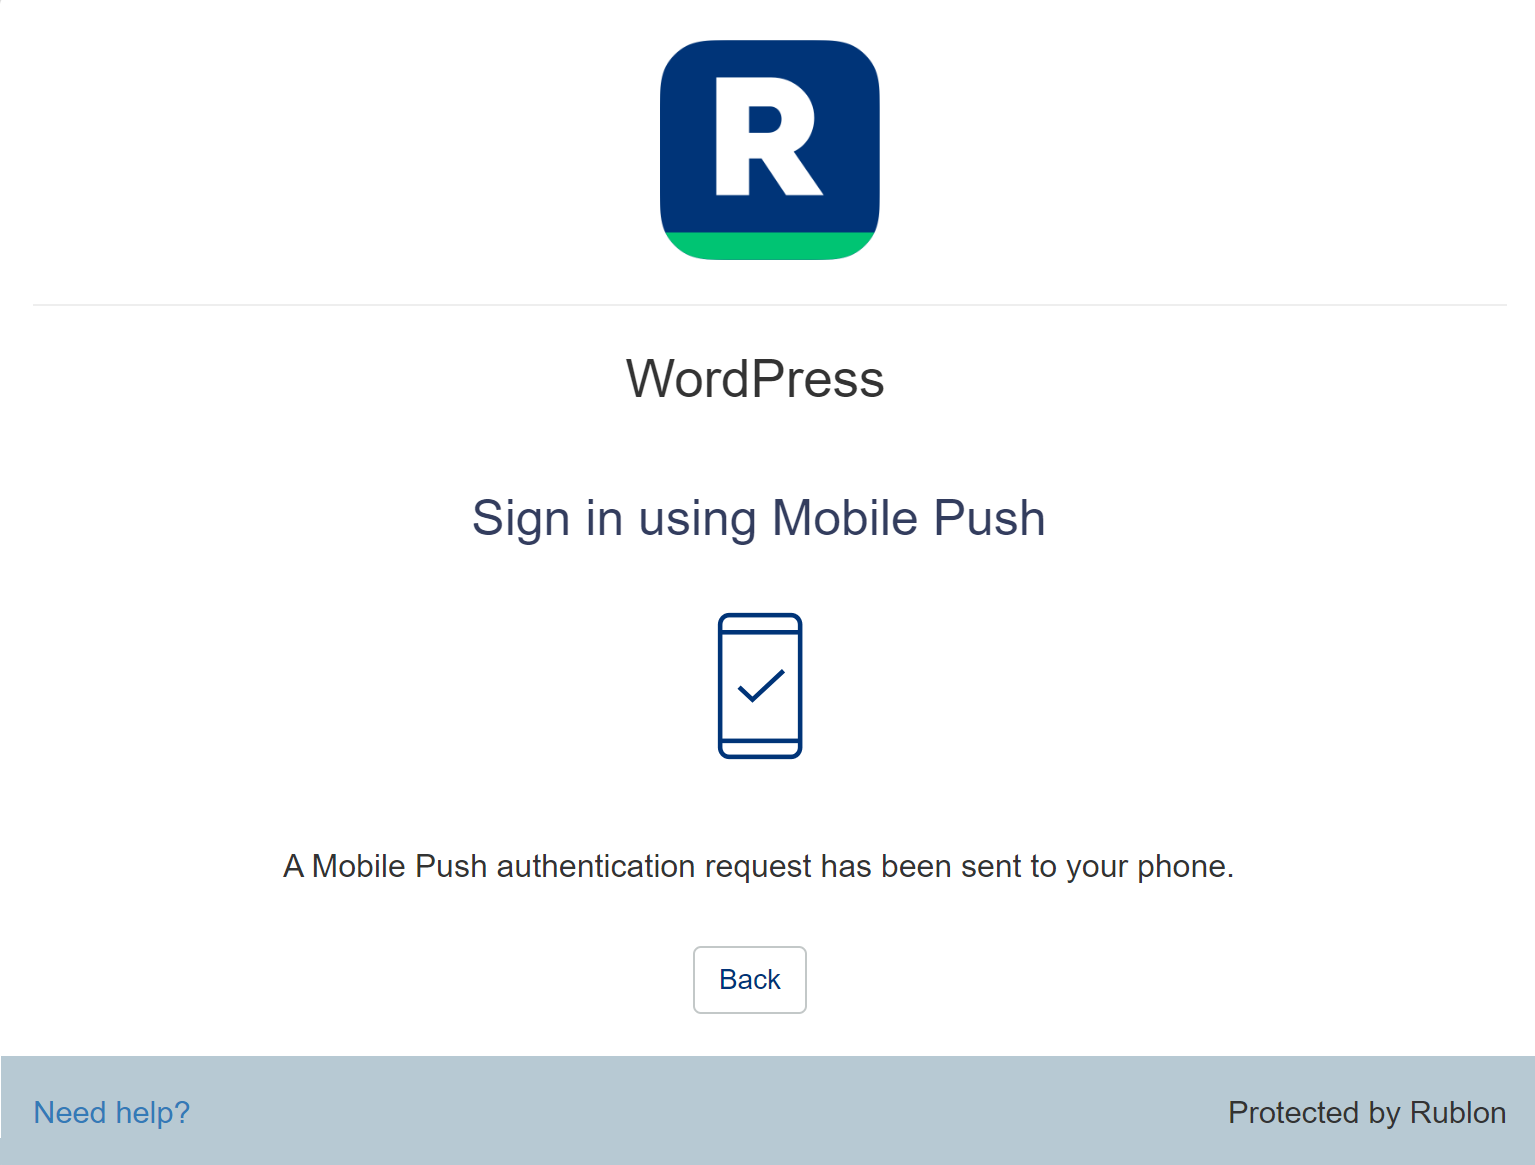 R
WordPress
Sign in using Mobile Push
A Mobile Push authentication request has been sent to your phone.
Back
Need help?
Protected by Rublon